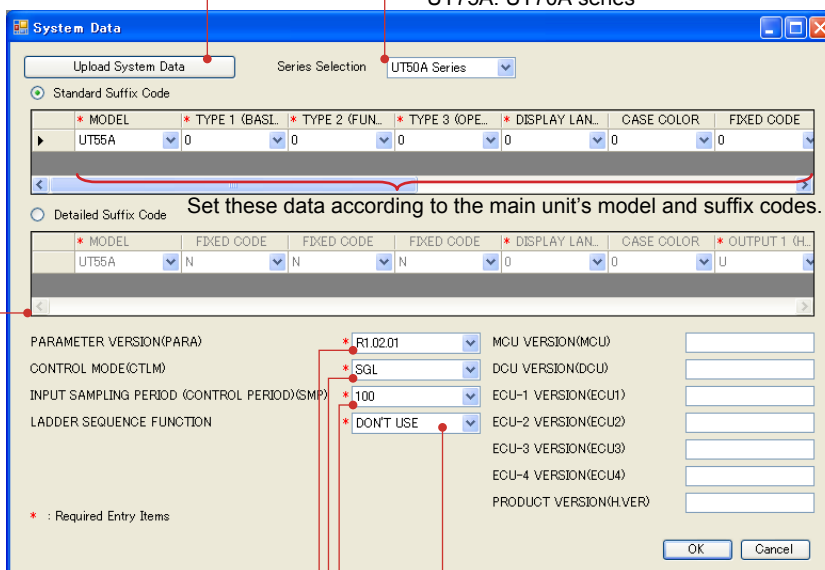 UT75A: UT70A series
System Data
Upload System Data Series Selection UT50A Series
Standard Suffix Code
* MODEL * TYPE 1 (BASI... * TYPE 2 (FUN... * TYPE 3 (OPE... * DISPLAY LAN... CASE COLOR FIXED CODE
UT55A 0 0 0 0 0 0
Set these data according to the main unit's model and suffix codes.
Detailed Suffix Code
* MODEL FIXED CODE FIXED CODE FIXED CODE * DISPLAY LAN... CASE COLOR * OUTPUT 1 (H...
UT55A N N N 0 0 U
PARAMETER VERSION(PARA) * R1.02.01 MCU VERSION(MCU)
CONTROL MODE(CTLM) * SGL DCU VERSION(DCU)
INPUT SAMPLING PERIOD (CONTROL PERIOD)(SMP) * 100 ECU-1 VERSION(ECU1)
LADDER SEQUENCE FUNCTION * DON'T USE ECU-2 VERSION(ECU2)
ECU-3 VERSION(ECU3)
ECU-4 VERSION(ECU4)
PRODUCT VERSION(H.VER)
* : Required Entry Items
OK Cancel